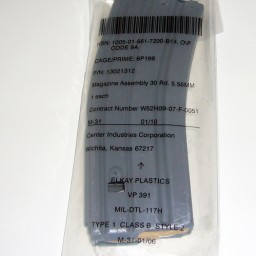 NSN: 1005-01-561-7200-B14, CNF
CODE 9A
CAGE/PRIME: 6P186
P/N: 13021312
Magazine Assembly 30 Rd. 5.56MM
1 each
Contract Number W52H09-07-F-0051
M-31 01/10
Center Industries Corporation
Wichita, Kansas 67217
ELKAY PLASTICS
VP 391
MIL-DTL-117H
TYPE 1 CLASS B STYLE 2
M-31-01/06